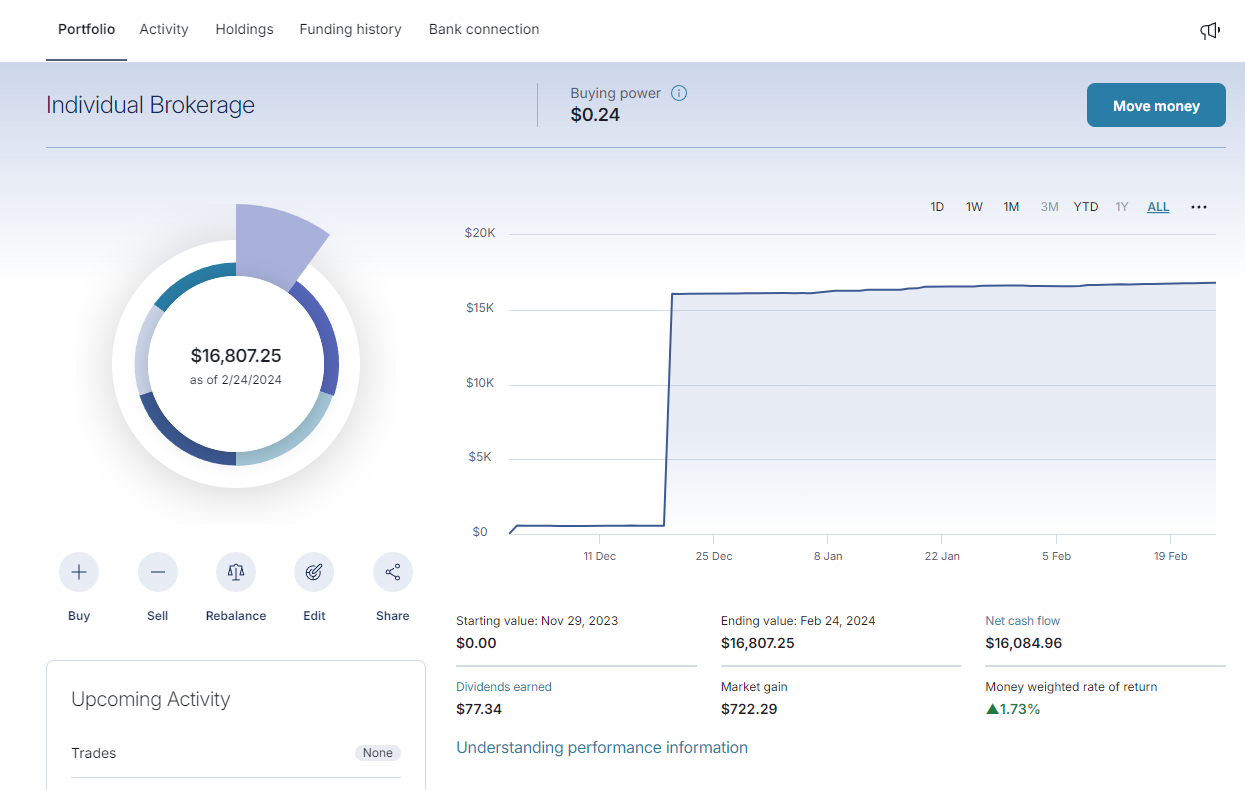 Portfolio Activity Holdings Funding history Bank connection
Individual Brokerage
Buying power
$0.24
Move money
1D 1W 1M 3M YTD 1Y ALL
$16,807.25
as of 2/24/2024
$20K
$15K
$10K
$5K
$0
11 Dec 25 Dec 8 Jan 22 Jan 5 Feb 19 Feb
Buy Sell Rebalance Edit Share
Starting value: Nov 29, 2023
$0.00
Ending value: Feb 24, 2024
$16,807.25
Net cash flow
$16,084.96
Dividends earned
$77.34
Market gain
$722.29
Money weighted rate of return
▲1.73%
Understanding performance information
Upcoming Activity
Trades None